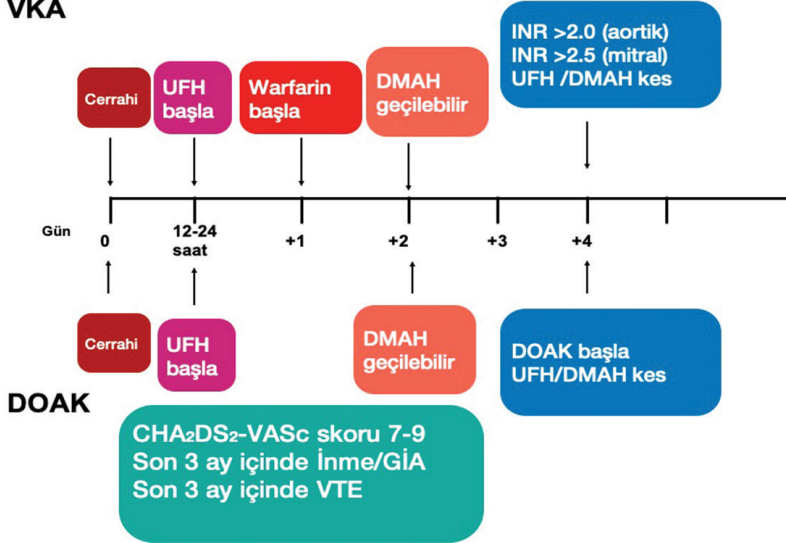 VKA
Cerrahi
UFH
başla
Warfarin
başla
DMAH
geçilebilir
INR >2.0 (aortik)
INR >2.5 (mitral)
UFH /DMAH kes
Gün
0
12-24
saat
+1
+2
+3
+4
Cerrahi
UFH
başla
DMAH
geçilebilir
DOAK başla
UFH/DMAH kes
DOAK
CHA₂DS₂-VASc skoru 7-9
Son 3 ay içinde İnme/GİA
Son 3 ay içinde VTE